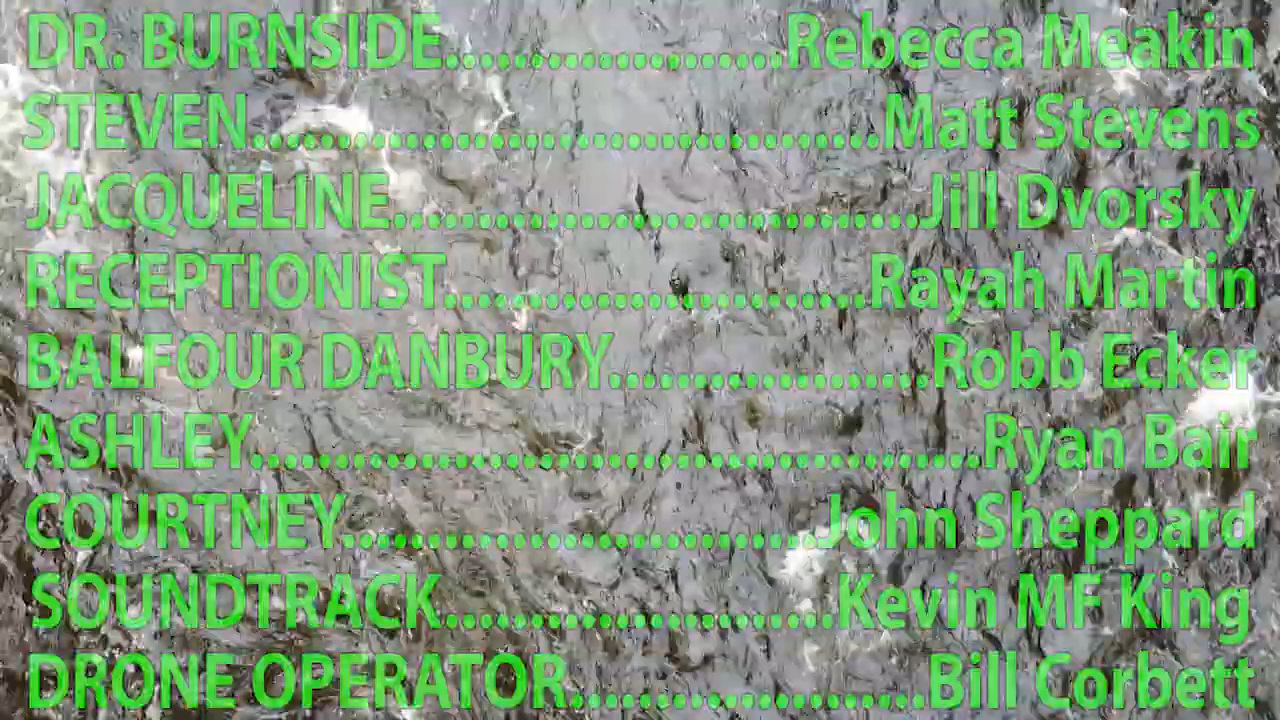 DR. BURNSIDE........................Rebecca Meakin
STEVEN.............................................Matt Stevens
JACQUELINE.....................................Jill Dvorsky
RECEPTIONIST..............................Rayah Martin
BALFOUR DANBURY.......................Robb Ecker
ASHLEY....................................................Ryan Bair
COURTNEY..................................John Sheppard
SOUNDTRACK............................Kevin MF King
DRONE OPERATOR.........................Bill Corbett